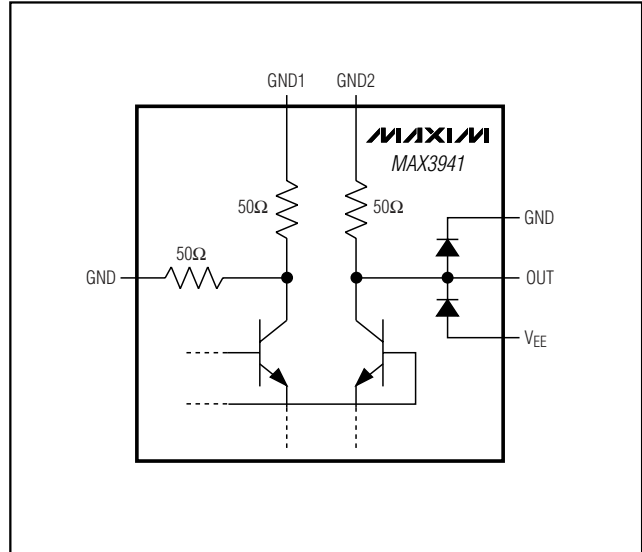 GND1 GND2
MAXIM
MAX3941
50Ω 50Ω
GND
50Ω
GND
OUT
VEE